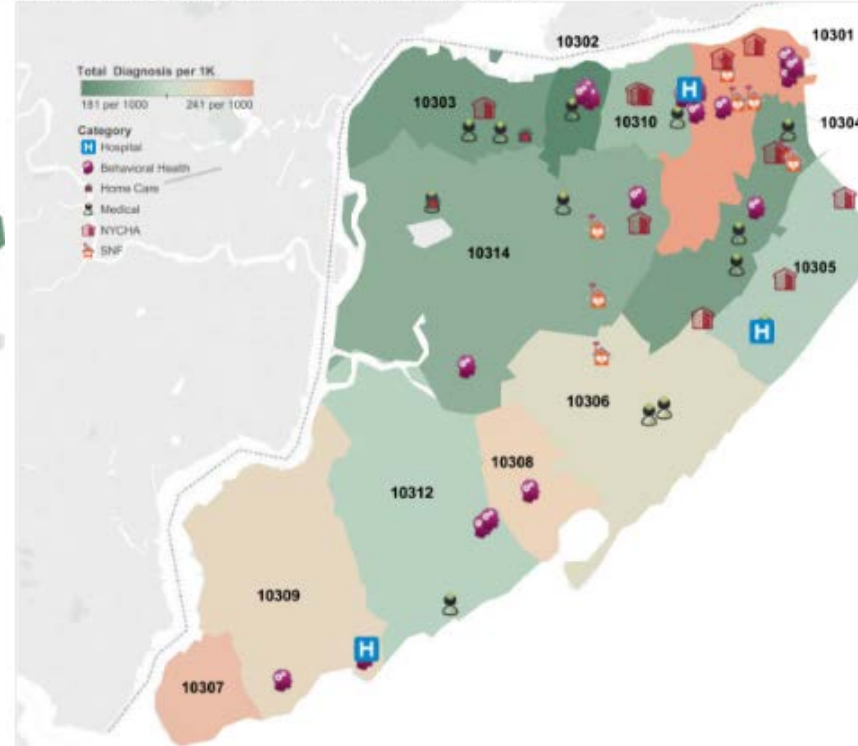 10302
10301
Total Diagnosis per 1K
181 per 1000 241 per 1000
Category
H Hospital
Behavioral Health
Home Care
Medical
NYCHA
SNF
10303
H
10310
10304
10314
10305
H
10306
10308
10312
10309
H
10307